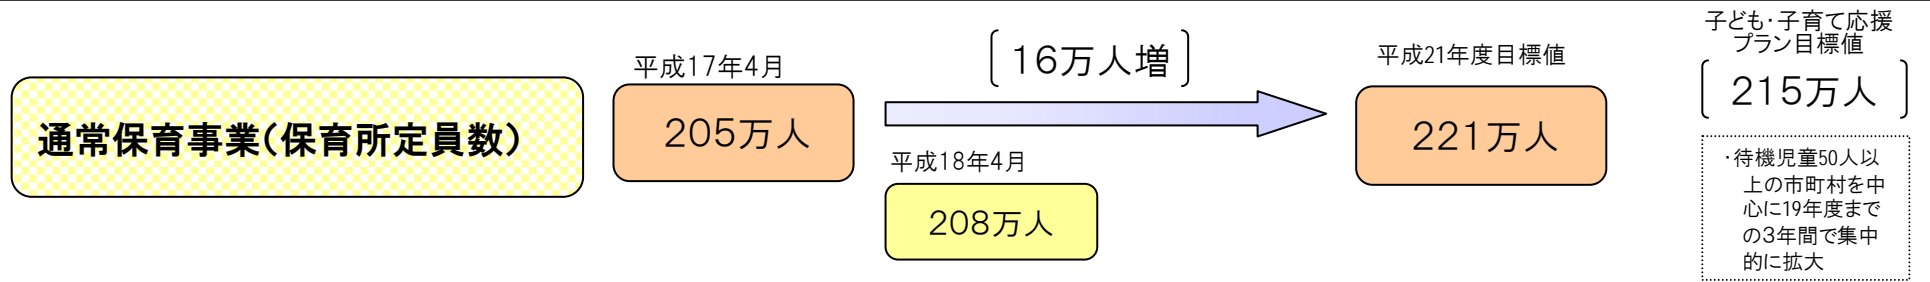 通常保育事業(保育所定員数)
平成17年4月
205万人
16万人増
平成18年4月
208万人
平成21年度目標値
221万人
子ども・子育て応援
プラン目標値
215万人
・待機児童50人以
上の市町村を中
心に19年度まで
の3年間で集中
的に拡大